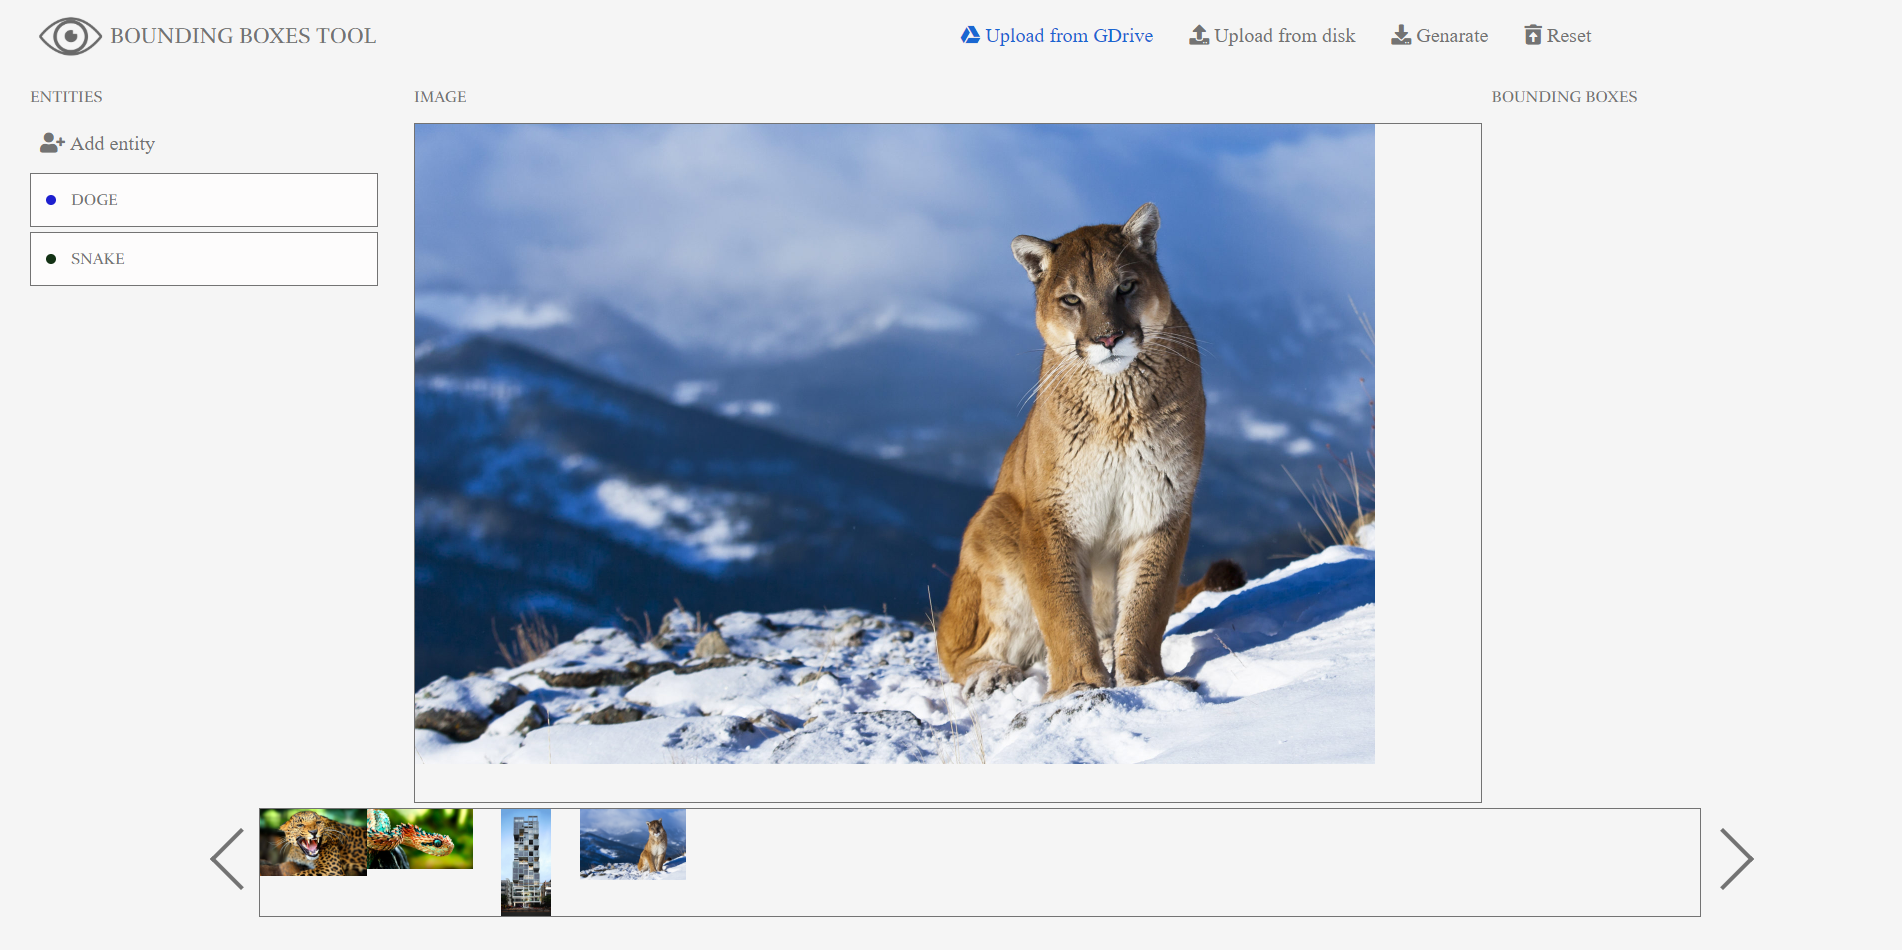 BOUNDING BOXES TOOL
Upload from GDrive
Upload from disk
Genarate
Reset
ENTITIES
IMAGE
BOUNDING BOXES
Add entity
DOGE
SNAKE